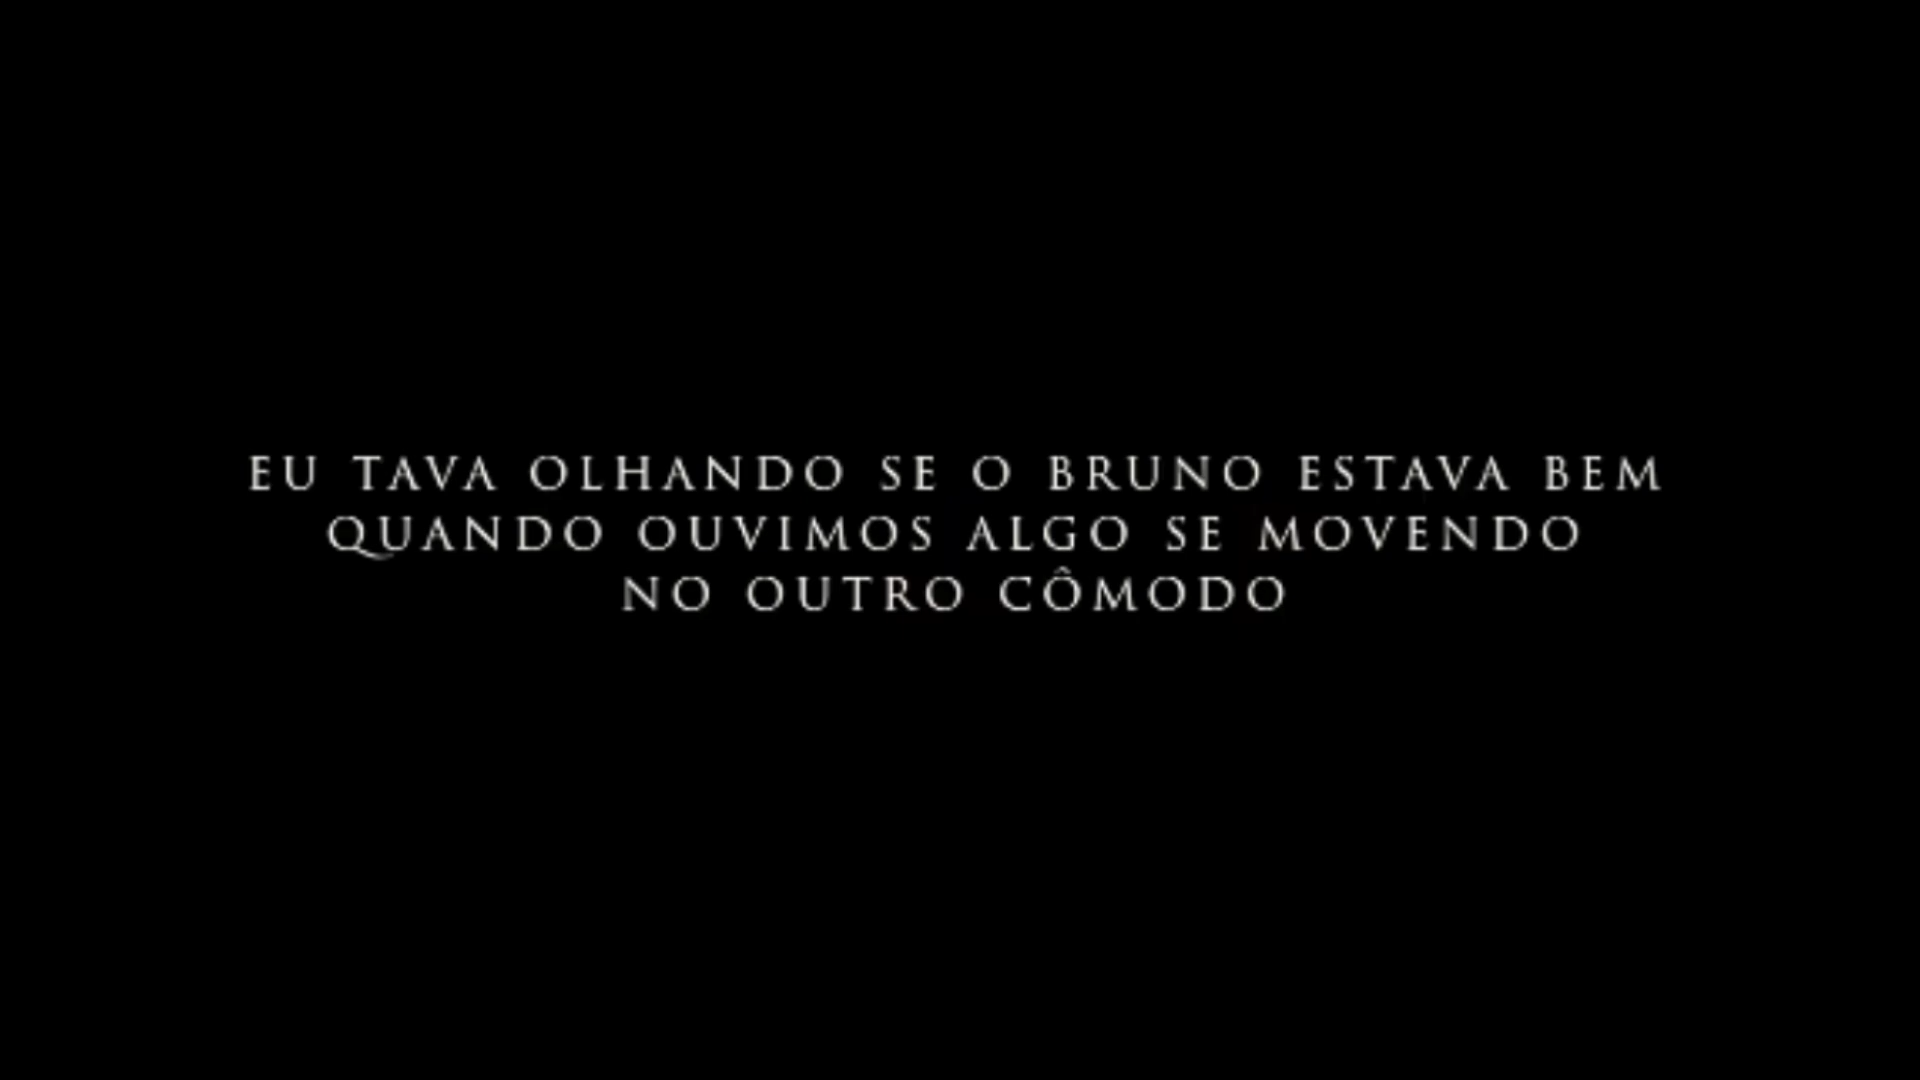 EU TAVA OLHANDO SE O BRUNO ESTAVA BEM
QUANDO OUVIMOS ALGO SE MOVENDO
NO OUTRO CÔMODO